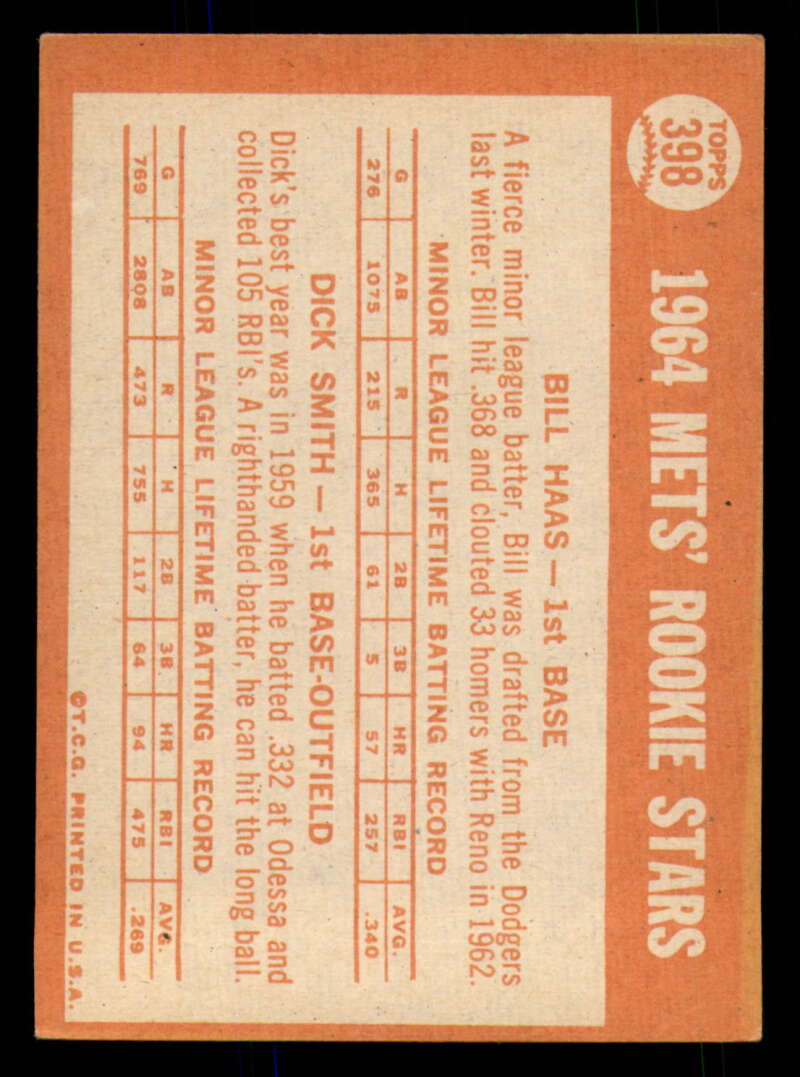 TOPPS
398
1964 METS' ROOKIE STARS
BILL HAAS — 1st BASE
A fierce minor league batter, Bill was drafted from the Dodgers
last winter. Bill hit .368 and clouted 33 homers with Reno in 1962.
MINOR LEAGUE LIFETIME BATTING RECORD
G AB R H 2B 3B HR RBI AVG.
276 1075 215 365 61 5 57 257 .340
DICK SMITH — 1st BASE-OUTFIELD
Dick's best year was in 1959 when he batted .332 at Odessa and
collected 105 RBI's. A righthanded batter, he can hit the long ball.
MINOR LEAGUE LIFETIME BATTING RECORD
G AB R H 2B 3B HR RBI AVG.
769 2808 473 755 117 64 94 475 .269
©T.C.G. PRINTED IN U.S.A.